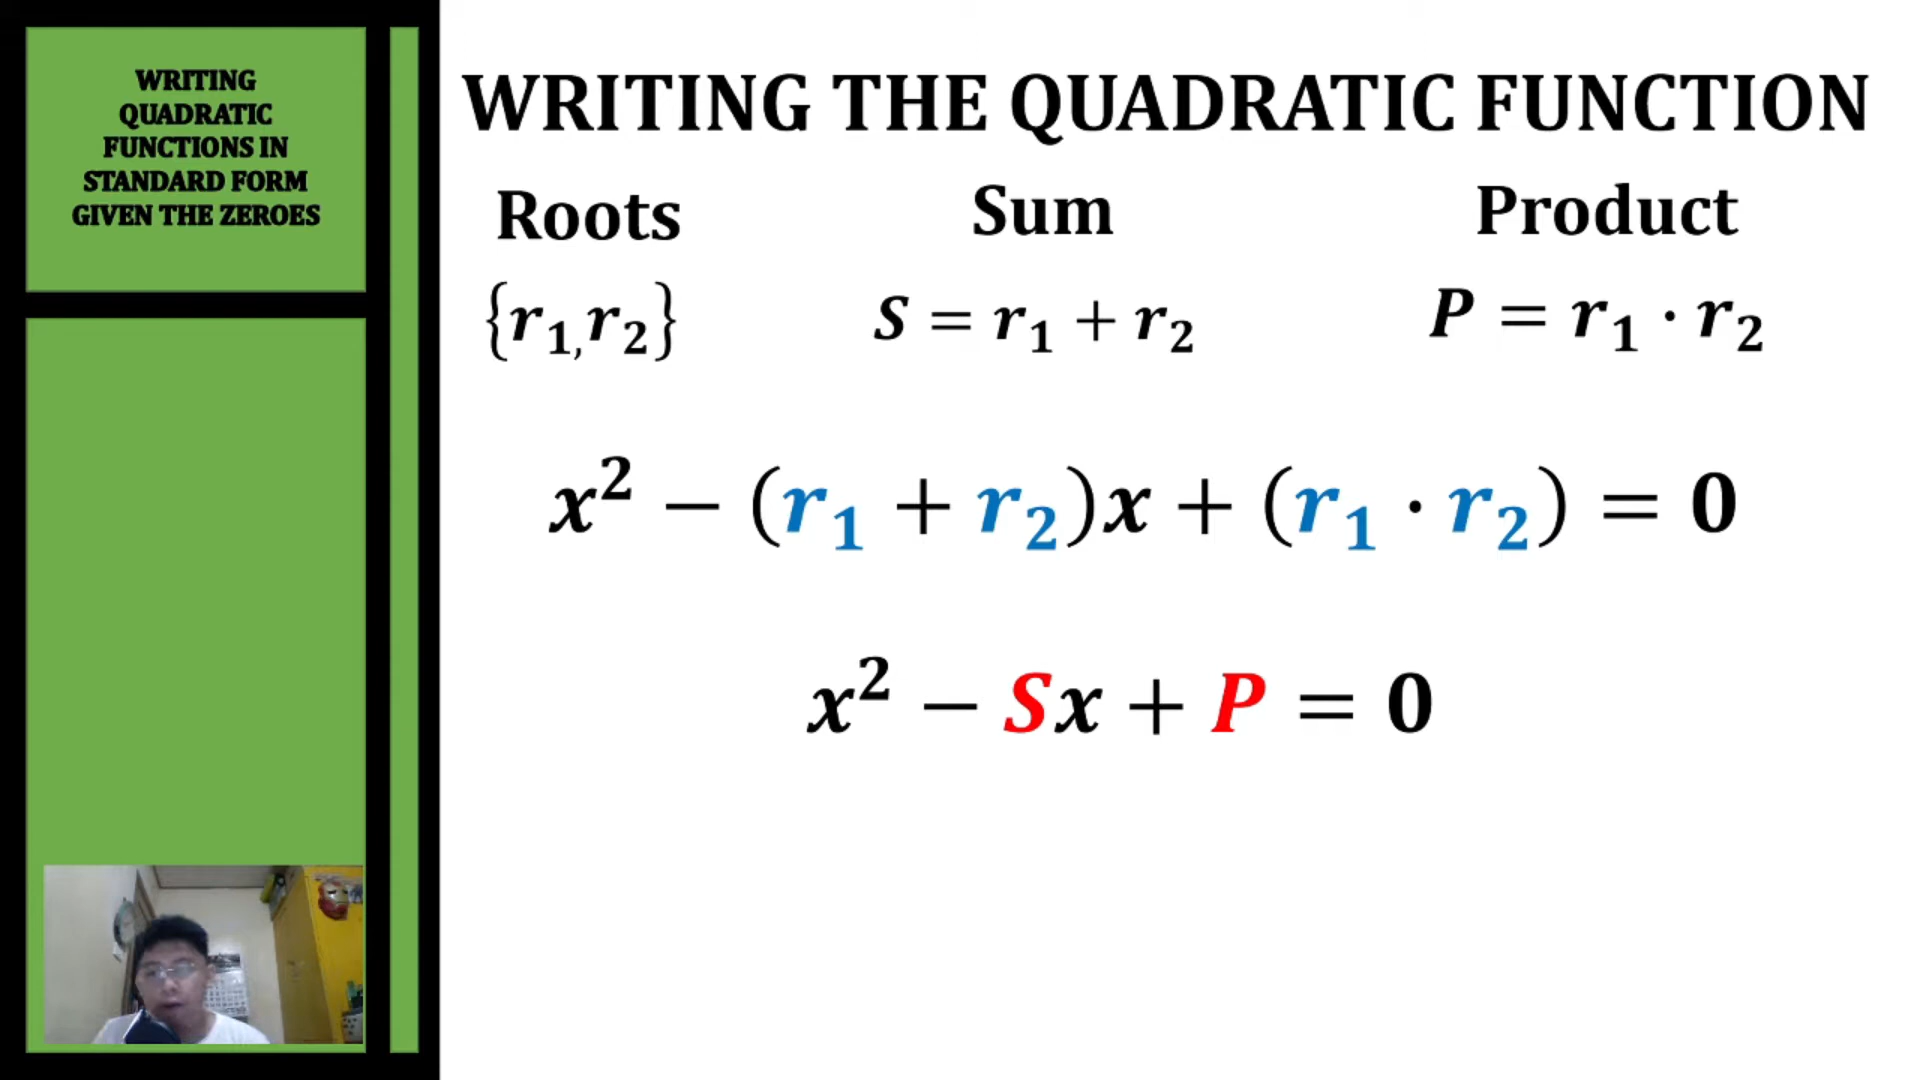 WRITING
QUADRATIC
FUNCTIONS IN
STANDARD FORM
GIVEN THE ZEROES
WRITING THE QUADRATIC FUNCTION
Roots Sum Product
{r₁,r₂} S = r₁ + r₂ P = r₁ · r₂
x² − (r₁ + r₂)x + (r₁ · r₂) = 0
x² − Sx + P = 0